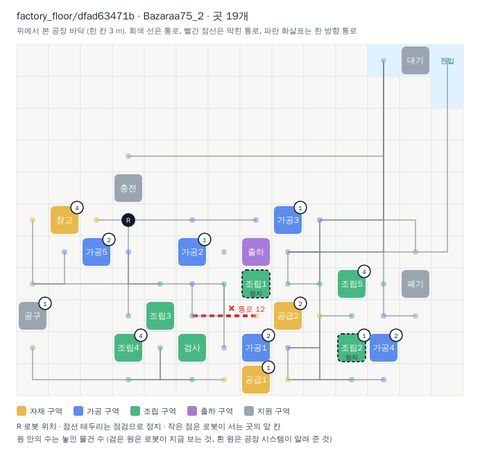 factory_floor/dfad63471b · Bazaraa75_2 · 곳 19개
위에서 본 공장 바닥 (한 칸 3 m). 회색 선은 통로, 빨간 점선은 막힌 통로, 파란 화살표는 한 방향 통로
대기
충전
R
창고 4
가공3 1
가공5 2
가공2 1
출하
조립1
정지
조립5 4
폐기
공구 1
조립3
✕ 통로 12
공급2 2
조립4 4
검사
가공1 2
조립2 1
정지
가공4 2
공급1 1
자재 구역
가공 구역
조립 구역
출하 구역
지원 구역
R 로봇 위치 · 점선 테두리는 점검으로 정지 · 작은 점은 로봇이 서는 곳의 앞 칸
원 안의 수는 놓인 물건 수 (검은 원은 로봇이 지금 보는 것, 흰 원은 공장 시스템이 알려 준 것)